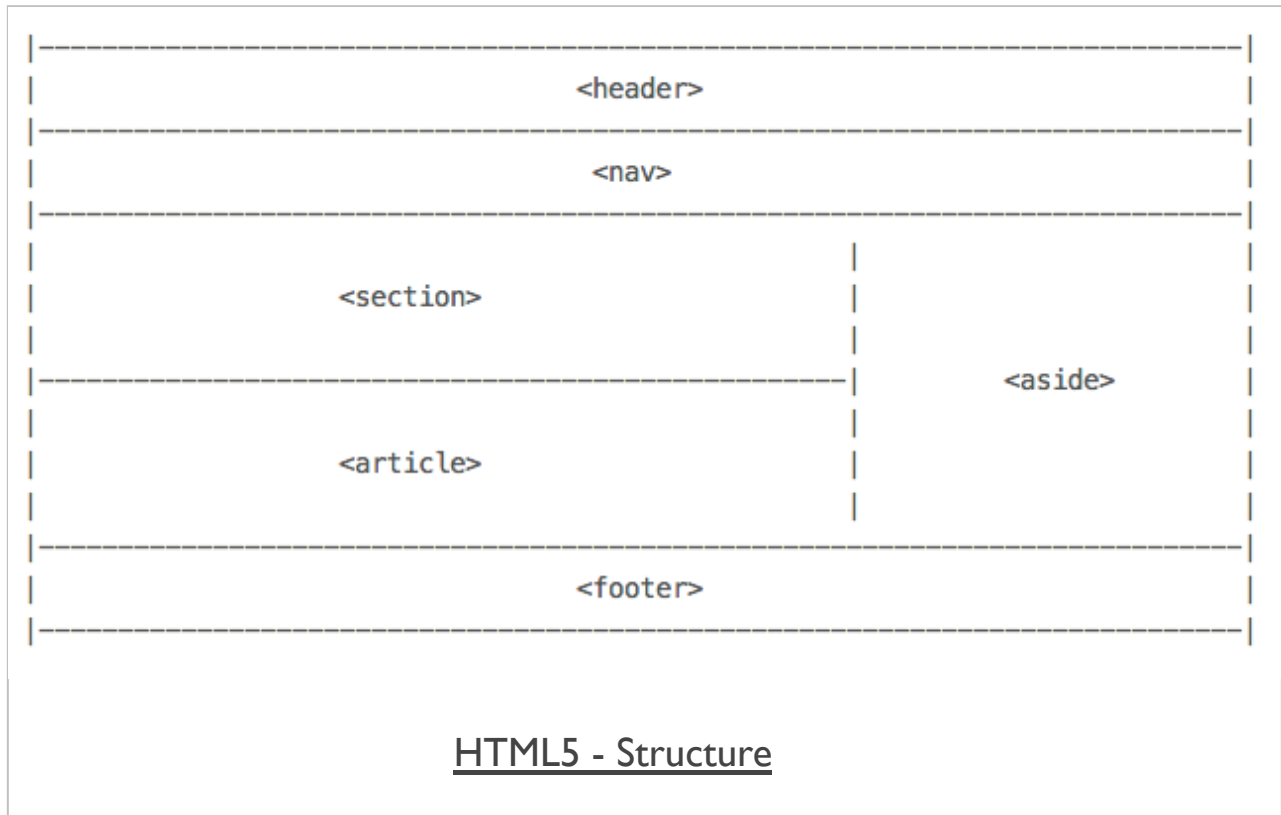 <header>
<nav>
<section>
<aside>
<article>
<footer>
HTML5 - Structure